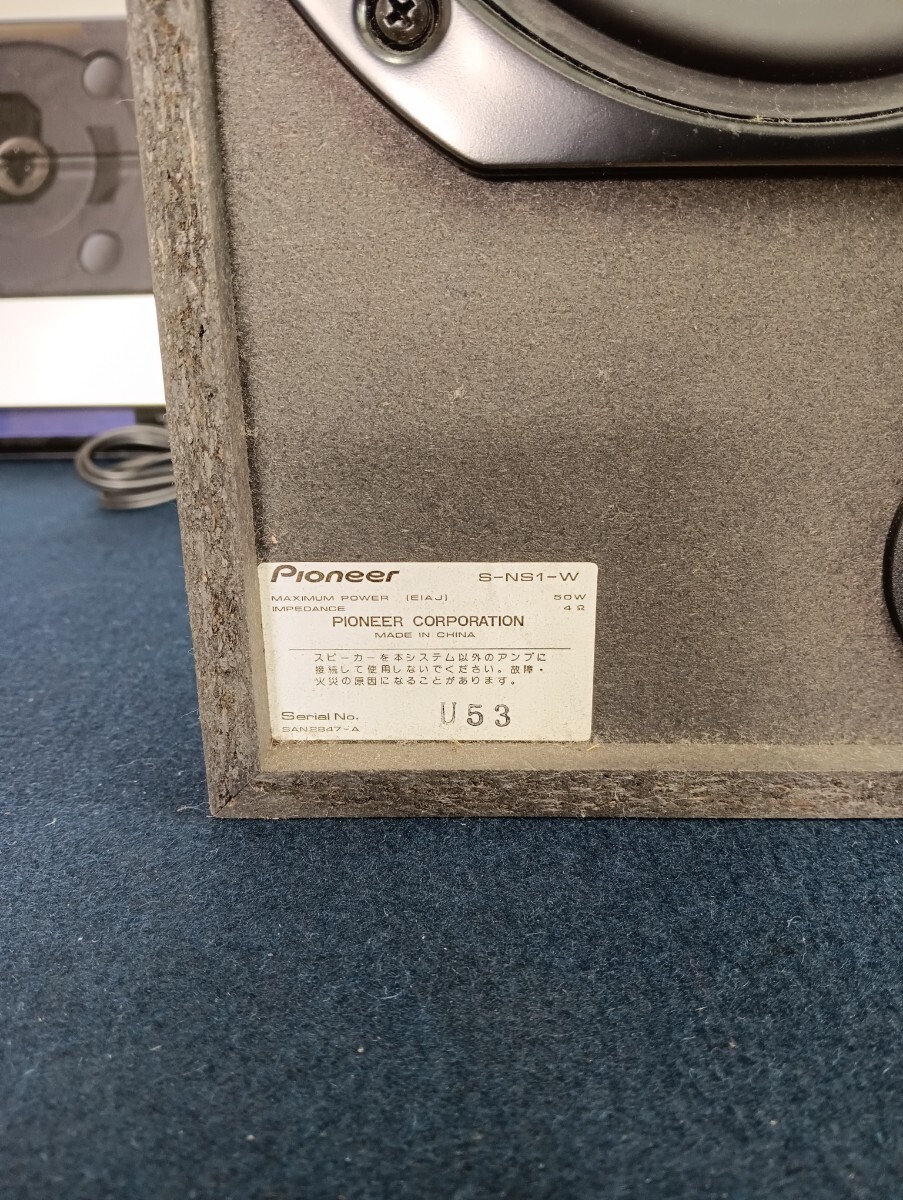 Pioneer S-NS1-W
MAXIMUM POWER (EIAJ) 50W
IMPEDANCE 4Ω
PIONEER CORPORATION
MADE IN CHINA
スピーカーを本システム以外のアンプに
接続して使用しないでください。故障・
火災の原因になることがあります。
Serial No. U53
SAN2847-A